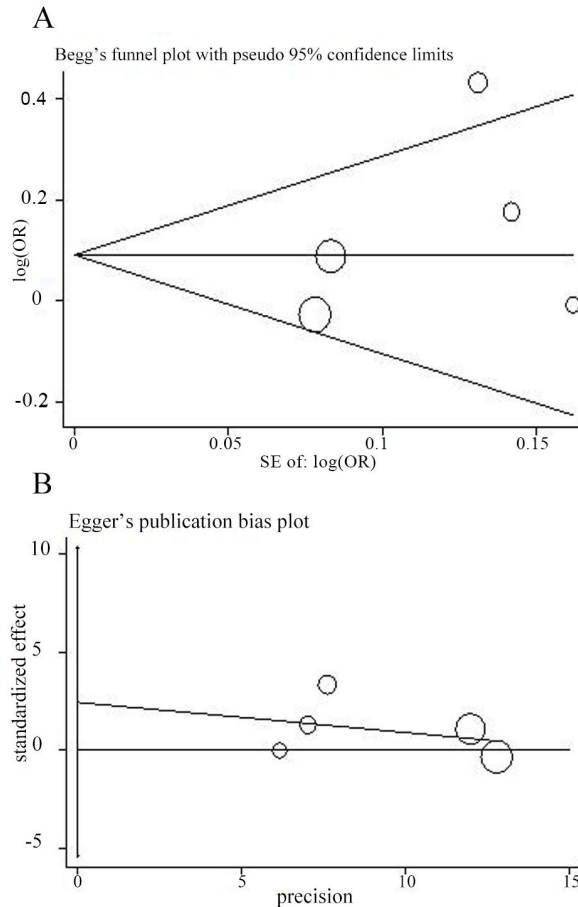 A
Begg's funnel plot with pseudo 95% confidence limits
0.4
0.2
0
-0.2
log(OR)
0 0.05 0.1 0.15
SE of: log(OR)
B
Egger's publication bias plot
10
5
0
-5
standardized effect
0 5 10 15
precision